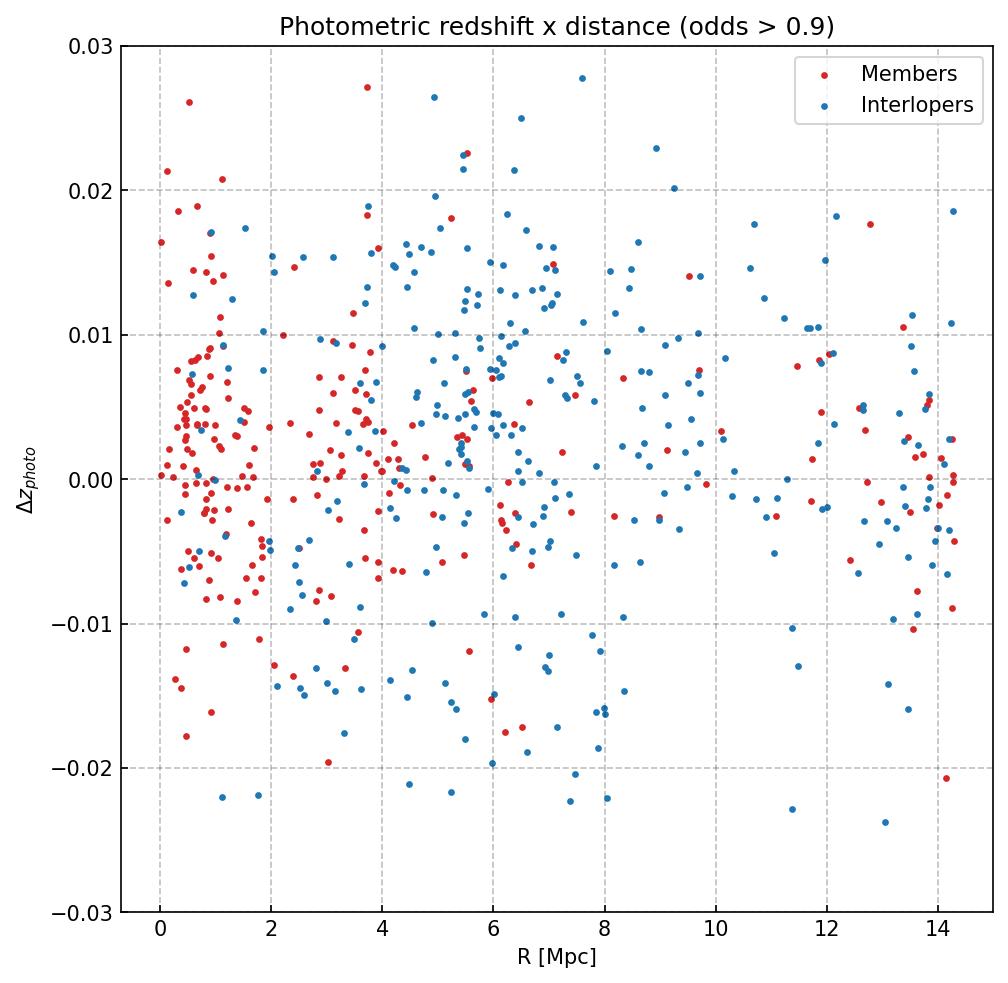 Photometric redshift x distance (odds > 0.9)
Members
Interlopers
0.03
0.02
0.01
0.00
−0.01
−0.02
−0.03
Δz_photo
0 2 4 6 8 10 12 14
R [Mpc]